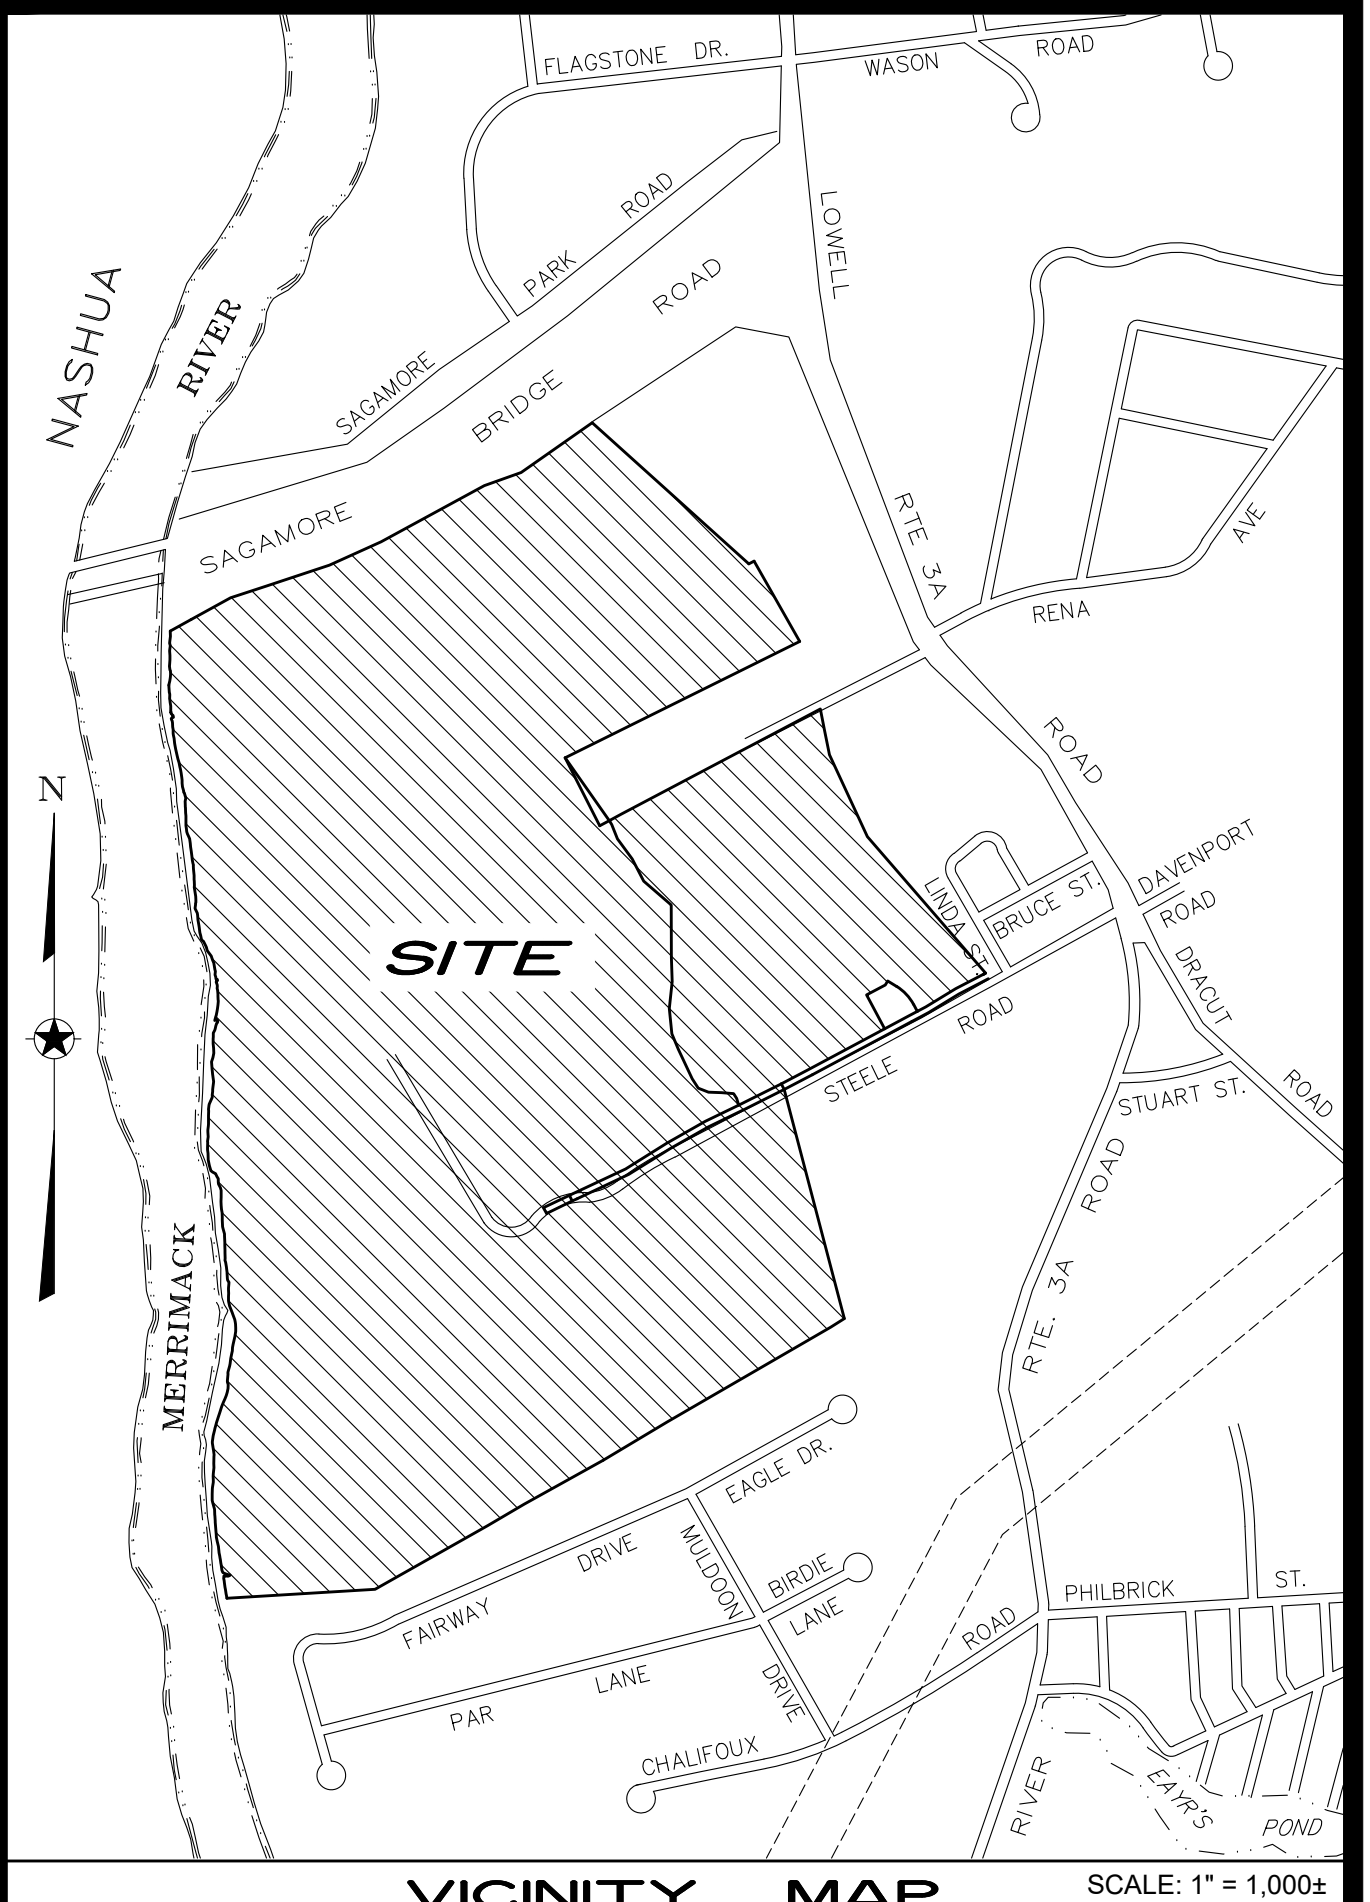 FLAGSTONE DR.
WASON ROAD
LOWELL
SAGAMORE PARK ROAD
SAGAMORE BRIDGE ROAD
NASHUA
RIVER
RTE 3A
AVE
RENA
ROAD
N
DAVENPORT
ROAD
LINDA ST.
BRUCE ST.
SITE
DRACUT
ROAD
STEELE ROAD
STUART ST.
ROAD
RTE. 3A
MERRIMACK
EAGLE DR.
FAIRWAY DRIVE
MULDOON
DRIVE
BIRDIE
LANE
PHILBRICK ST.
PAR LANE
CHALIFOUX
ROAD
RIVER
EAYR'S
POND
VICINITY MAP
SCALE: 1" = 1,000±